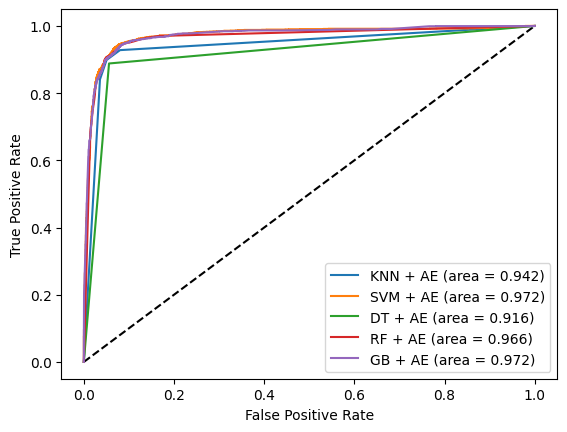 1.0
0.8
0.6
0.4
0.2
0.0
True Positive Rate
KNN + AE (area = 0.942)
SVM + AE (area = 0.972)
DT + AE (area = 0.916)
RF + AE (area = 0.966)
GB + AE (area = 0.972)
0.0 0.2 0.4 0.6 0.8 1.0
False Positive Rate